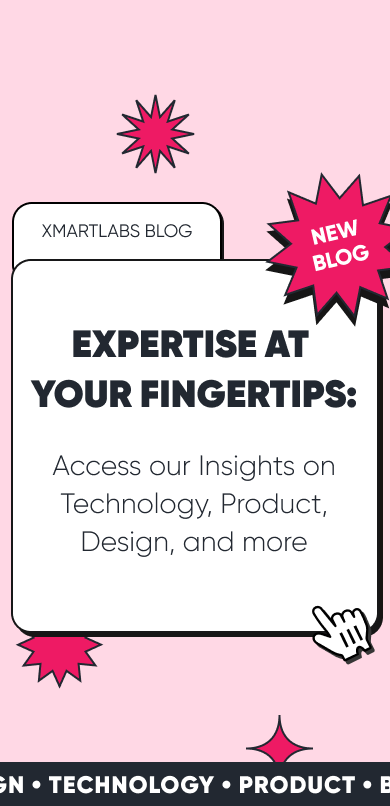 XMARTLABS BLOG
NEW
BLOG
EXPERTISE AT
YOUR FINGERTIPS:
Access our Insights on
Technology, Product,
Design, and more
GN • TECHNOLOGY • PRODUCT •